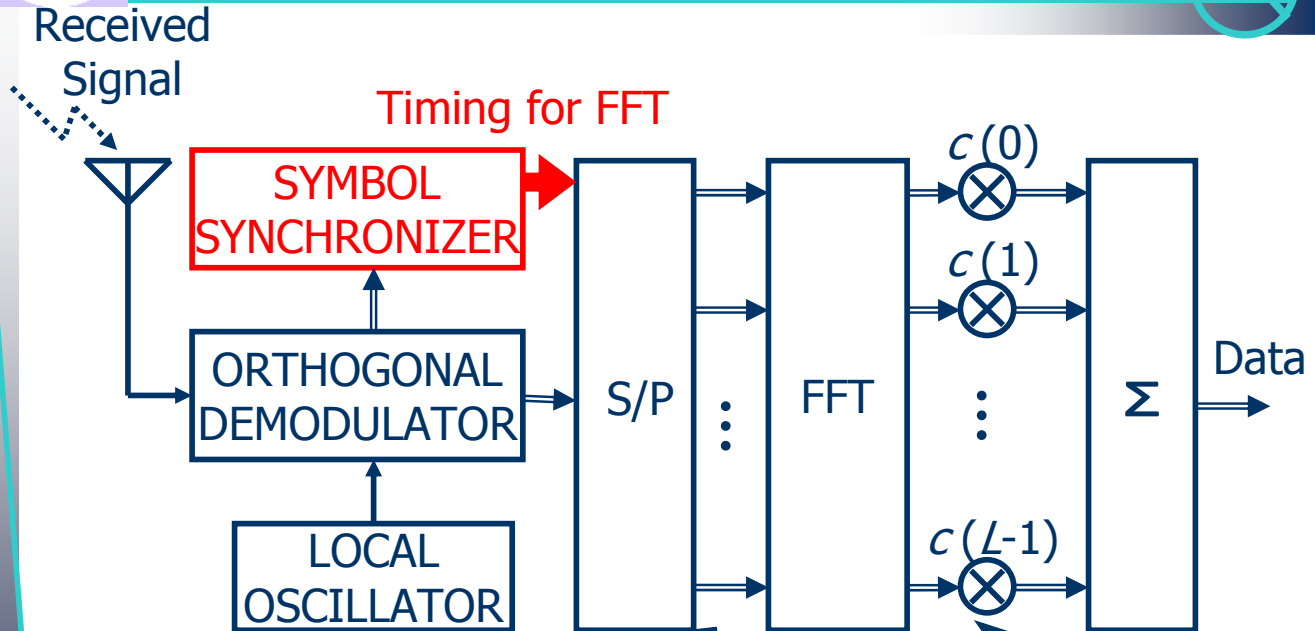 Received
Signal
Timing for FFT
SYMBOL
SYNCHRONIZER
ORTHOGONAL
DEMODULATOR
LOCAL
OSCILLATOR
S/P
⋮
FFT
c (0)
c (1)
⋮
c (L-1)
Σ
Data